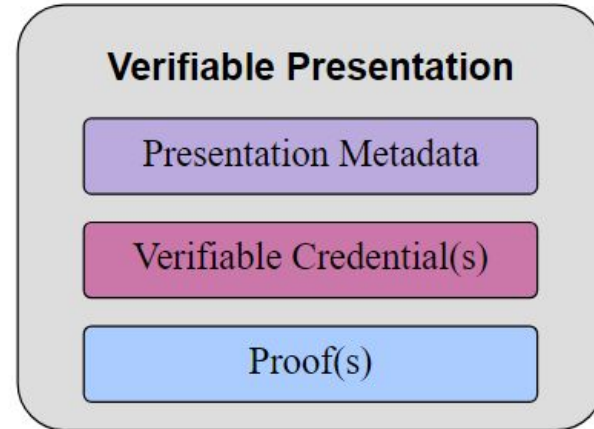 Verifiable Presentation
Presentation Metadata
Verifiable Credential(s)
Proof(s)